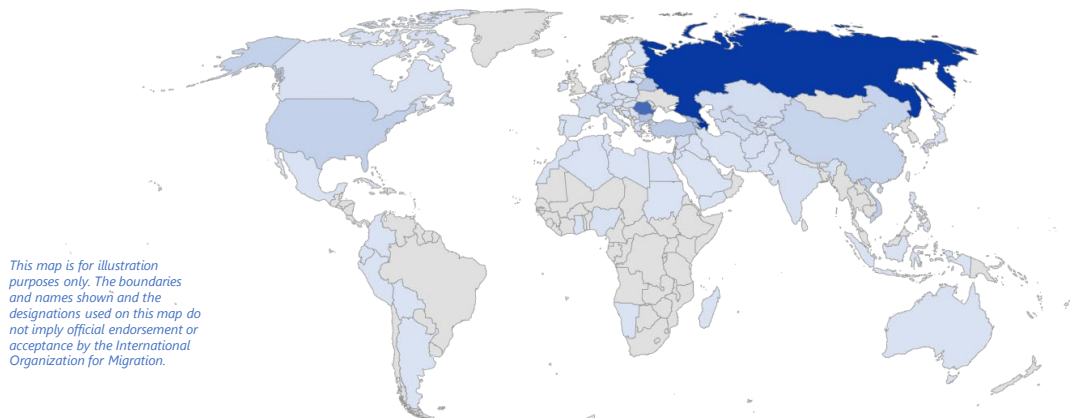 This map is for illustration
purposes only. The boundaries
and names shown and the
designations used on this map do
not imply official endorsement or
acceptance by the International
Organization for Migration.